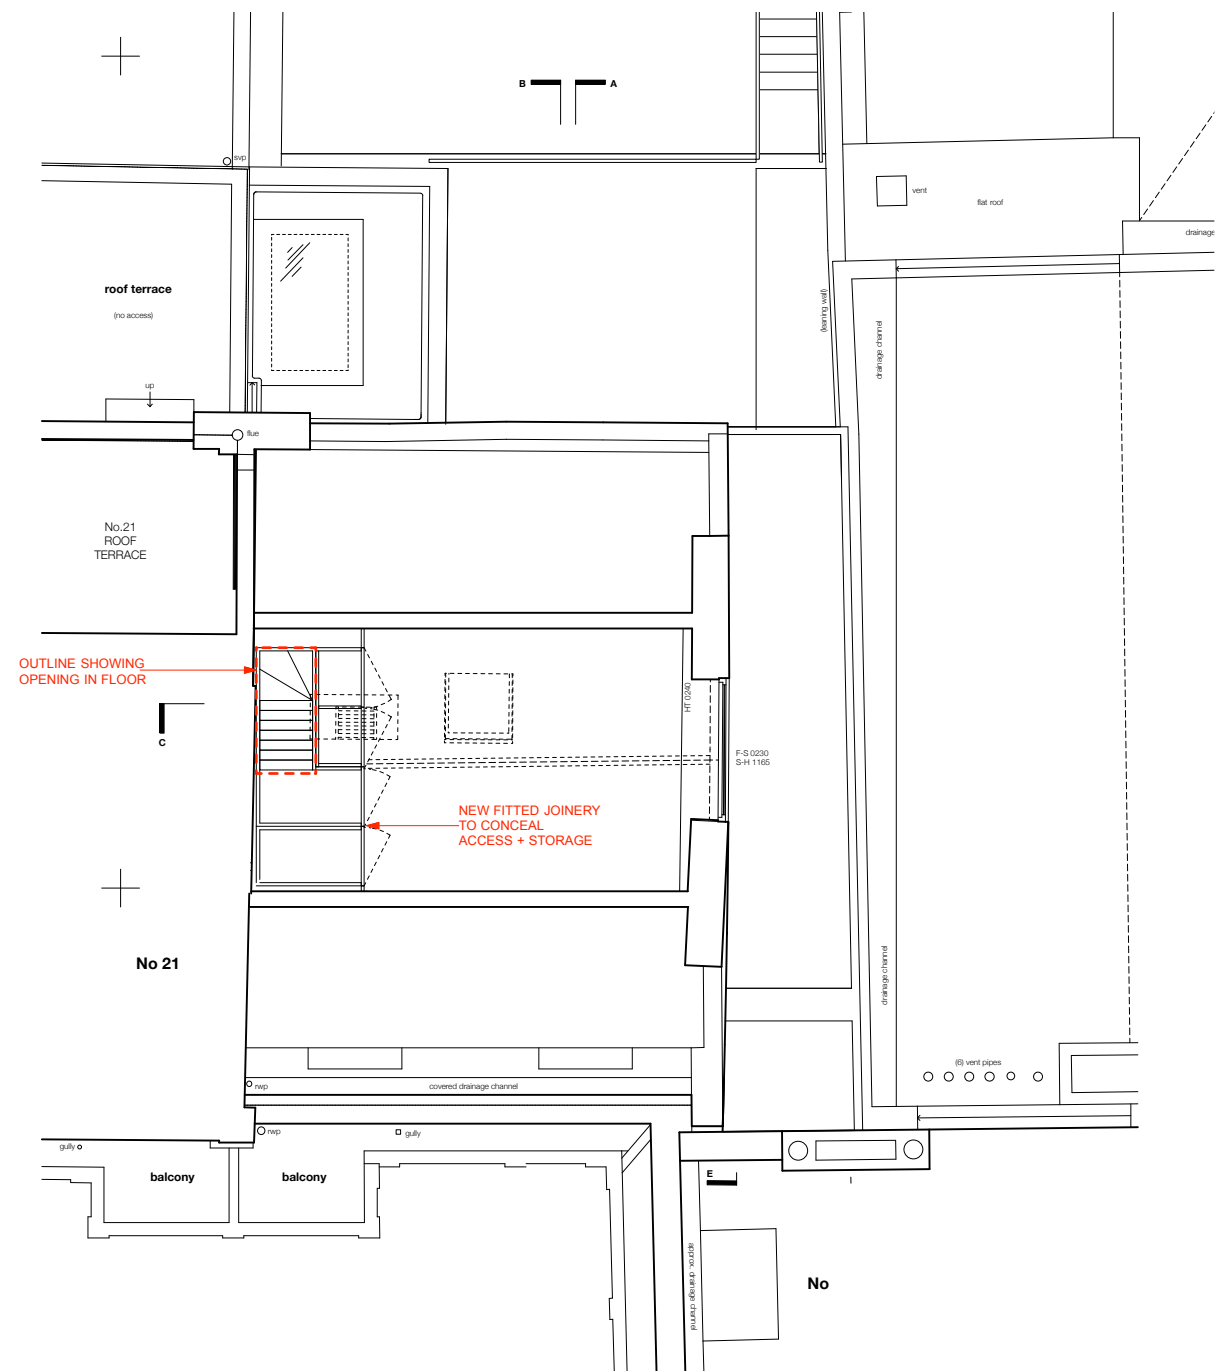 B
A
svp
vent
flat roof
drainage
roof terrace
(no access)
(leaning wall)
drainage channel
up
flue
No.21
ROOF
TERRACE
OUTLINE SHOWING
OPENING IN FLOOR
HT 0240
C
F-S 0230
S-H 1165
NEW FITTED JOINERY
TO CONCEAL
ACCESS + STORAGE
No 21
drainage channel
(6) vent pipes
rwp
covered drainage channel
rwp
gully
gully
balcony
balcony
E
approx. drainage channel
No